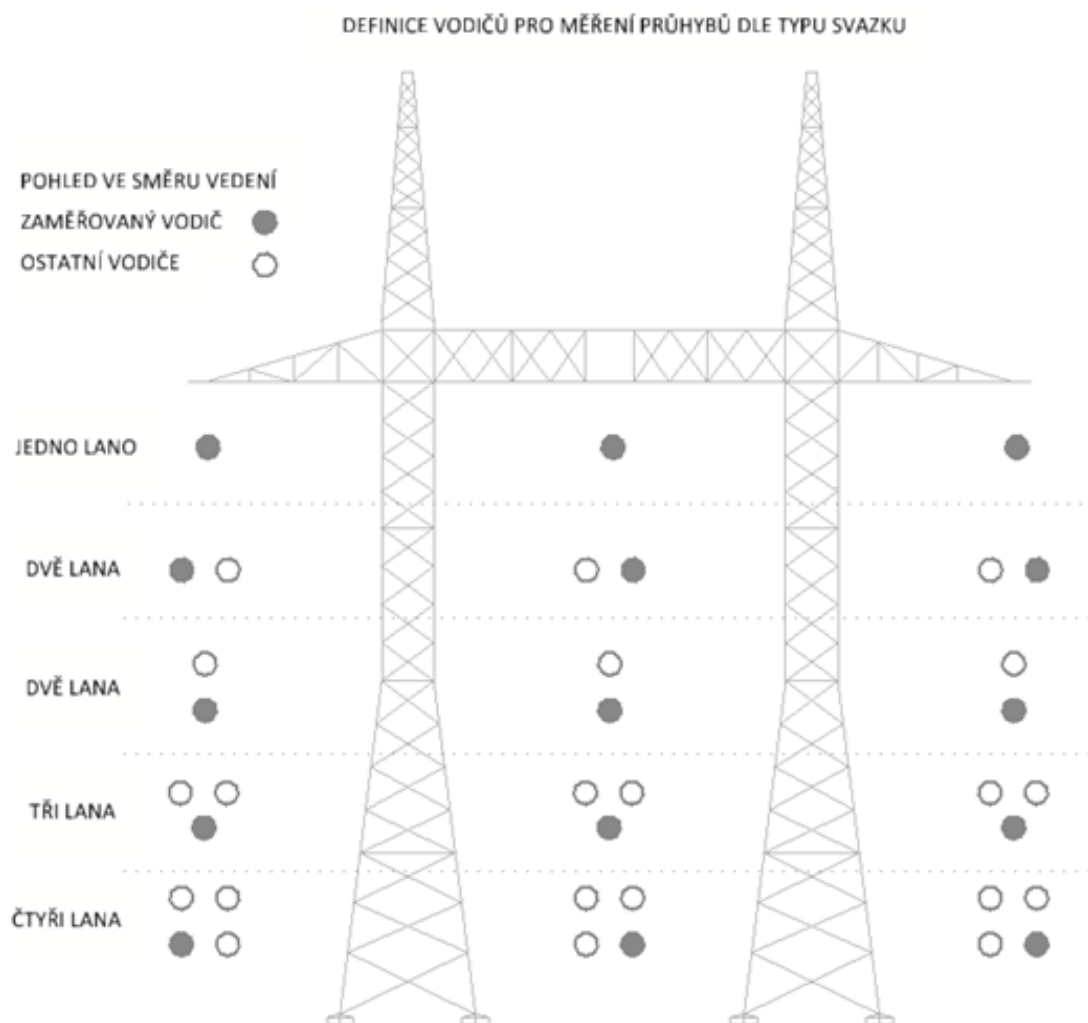 DEFINICE VODIČŮ PRO MĚŘENÍ PRŮHYBŮ DLE TYPU SVAZKU
POHLED VE SMĚRU VEDENÍ
ZAMĚŘOVANÝ VODIČ
OSTATNÍ VODIČE
JEDNO LANO
DVĚ LANA
DVĚ LANA
TŘI LANA
ČTYŘI LANA